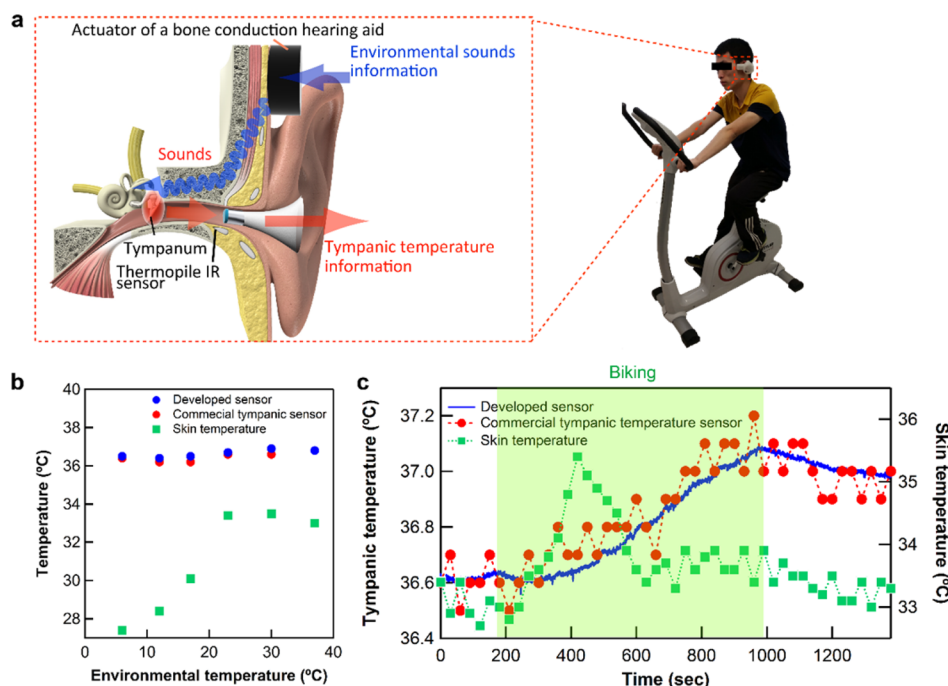 a
Actuator of a bone conduction hearing aid
Environmental sounds
information
Sounds
Tympanum
Thermopile IR
sensor
Tympanic temperature
information
b
40
38
36
34
32
30
28
0
10
20
30
40
Temperature (ºC)
Environmental temperature (ºC)
Developed sensor
Commecial tympanic sensor
Skin temperature
c
Biking
37.2
37.0
36.8
36.6
36.4
Tympanic temperature (ºC)
Developed sensor
Commercial tympanic temperature sensor
Skin temperature
36
35
34
33
Skin temperature (ºC)
0
200
400
600
800
1000
1200
Time (sec)